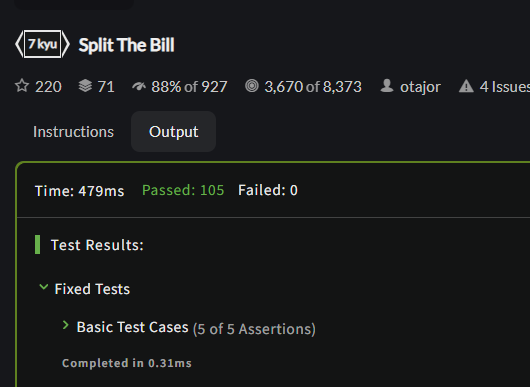 7 kyu Split The Bill
220 71 88% of 927 3,670 of 8,373 otajor 4 Issues
Instructions Output
Time: 479ms Passed: 105 Failed: 0
Test Results:
Fixed Tests
Basic Test Cases (5 of 5 Assertions)
Completed in 0.31ms